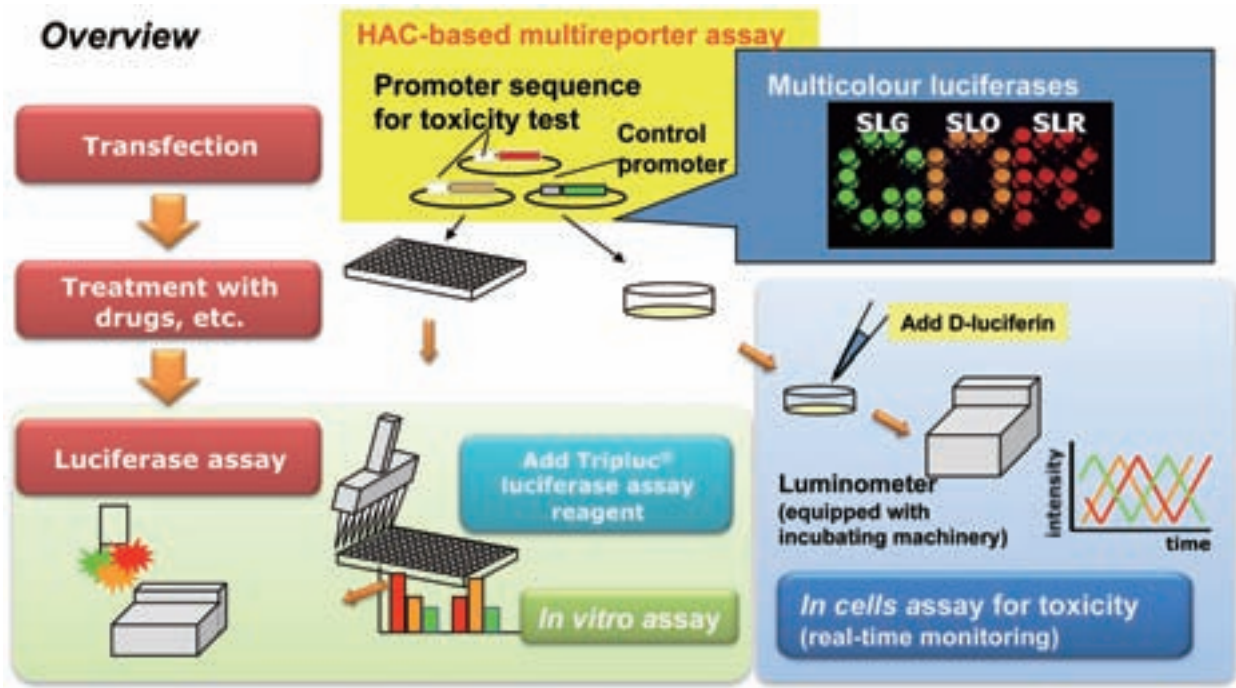 Overview
HAC-based multireporter assay
Promoter sequence
for toxicity test
Control
promoter
Multicolour luciferases
SLG SLO SLR
G O R
Transfection
Treatment with
drugs, etc.
Luciferase assay
Add Tripluc®
luciferase assay
reagent
In vitro assay
Add D-luciferin
Luminometer
(equipped with
incubating machinery)
intensity
time
In cells assay for toxicity
(real-time monitoring)